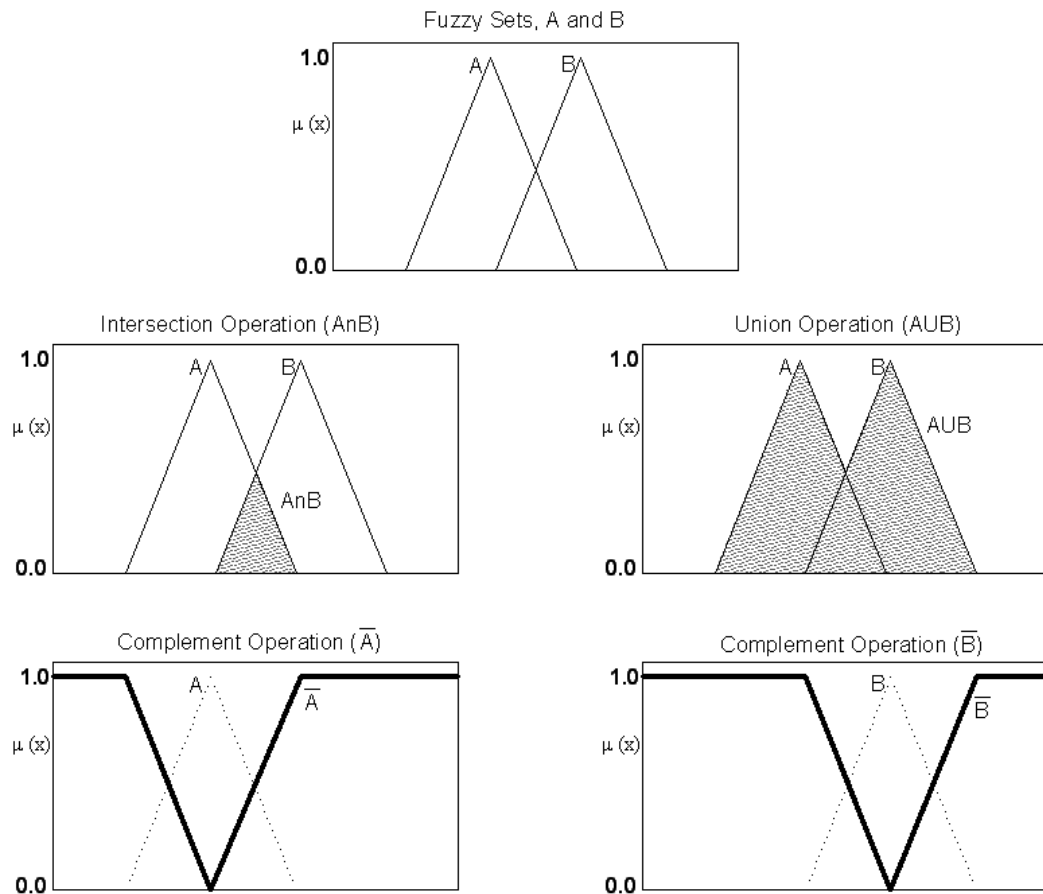 Fuzzy Sets, A and B
1.0
A
B
μ (x)
0.0
Intersection Operation (AnB)
1.0
A
B
μ (x)
AnB
0.0
Union Operation (AUB)
1.0
A
B
μ (x)
AUB
0.0
Complement Operation (A̅)
1.0
A
A̅
μ (x)
0.0
Complement Operation (B̅)
1.0
B
B̅
μ (x)
0.0